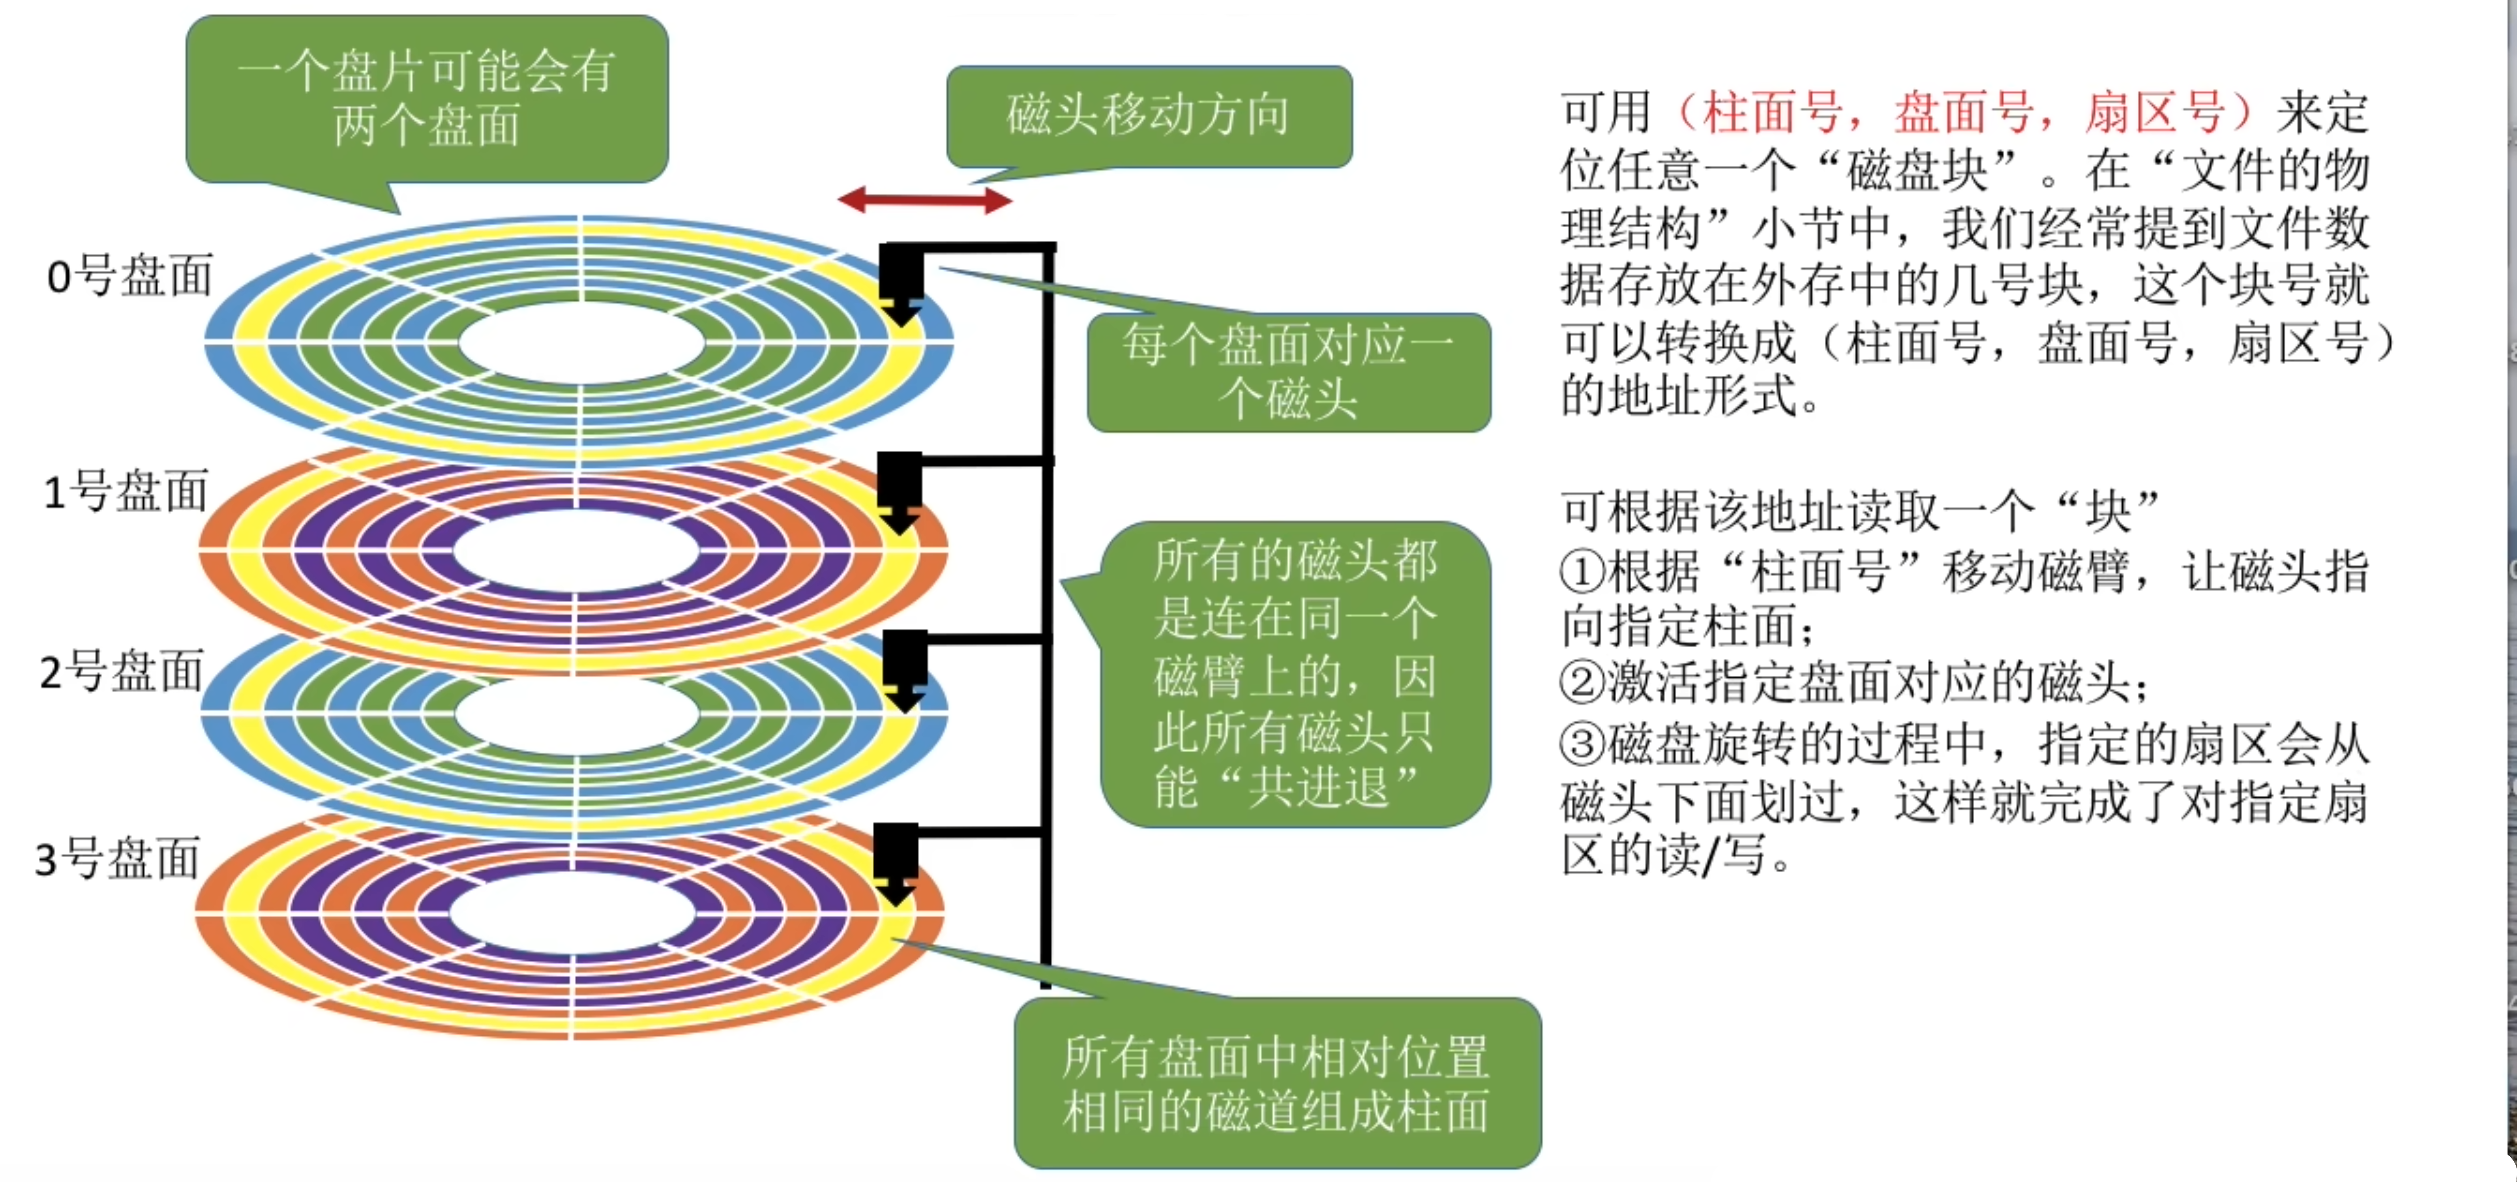 一个盘片可能会有
两个盘面
磁头移动方向
0号盘面
每个盘面对应一
个磁头
1号盘面
所有的磁头都
是连在同一个
磁臂上的，因
此所有磁头只
能“共进退”
2号盘面
3号盘面
所有盘面中相对位置
相同的磁道组成柱面
可用（柱面号，盘面号，扇区号）来定
位任意一个“磁盘块”。在“文件的物
理结构”小节中，我们经常提到文件数
据存放在外存中的几号块，这个块号就
可以转换成（柱面号，盘面号，扇区号）
的地址形式。
可根据该地址读取一个“块”
①根据“柱面号”移动磁臂，让磁头指
向指定柱面；
②激活指定盘面对应的磁头；
③磁盘旋转的过程中，指定的扇区会从
磁头下面划过，这样就完成了对指定扇
区的读/写。